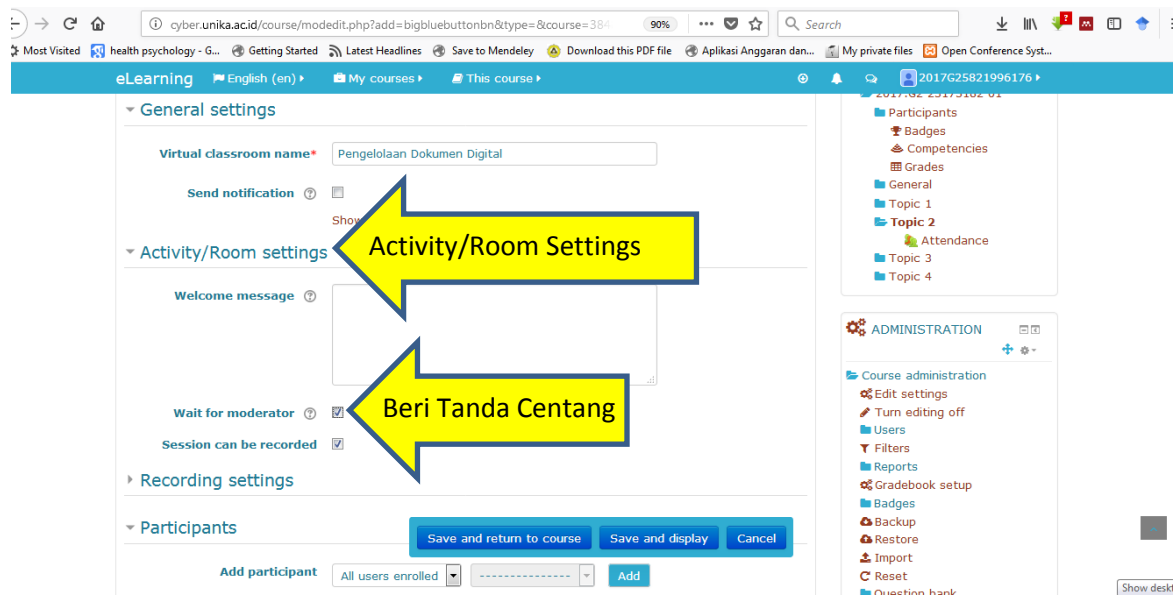 cyber.unika.ac.id/course/modedit.php?add=bigbluebuttonbn&type=&course=384 90% Search
Most Visited health psychology - G... Getting Started Latest Headlines Save to Mendeley Download this PDF file Aplikasi Anggaran dan... My private files Open Conference Syst...
eLearning English (en) My courses This course 2017G25821996176
General settings
Virtual classroom name* Pengelolaan Dokumen Digital
Send notification
Show
Activity/Room settings
Activity/Room Settings
Welcome message
Wait for moderator
Beri Tanda Centang
Session can be recorded
Recording settings
Participants
Save and return to course Save and display Cancel
Add participant All users enrolled --------------- Add
Participants
Badges
Competencies
Grades
General
Topic 1
Topic 2
Attendance
Topic 3
Topic 4
ADMINISTRATION
Course administration
Edit settings
Turn editing off
Users
Filters
Reports
Gradebook setup
Badges
Backup
Restore
Import
Reset
Question bank
Show deskt